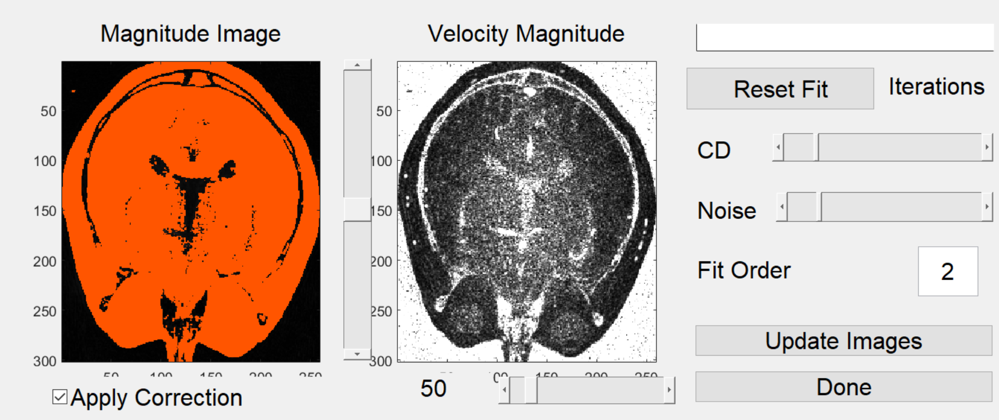 Magnitude Image
Velocity Magnitude
Reset Fit
Iterations
50
100
150
200
250
300
50
100
150
200
250
50
100
150
200
250
300
150
200
250
CD
Noise
Fit Order
2
Update Images
Done
Apply Correction
50